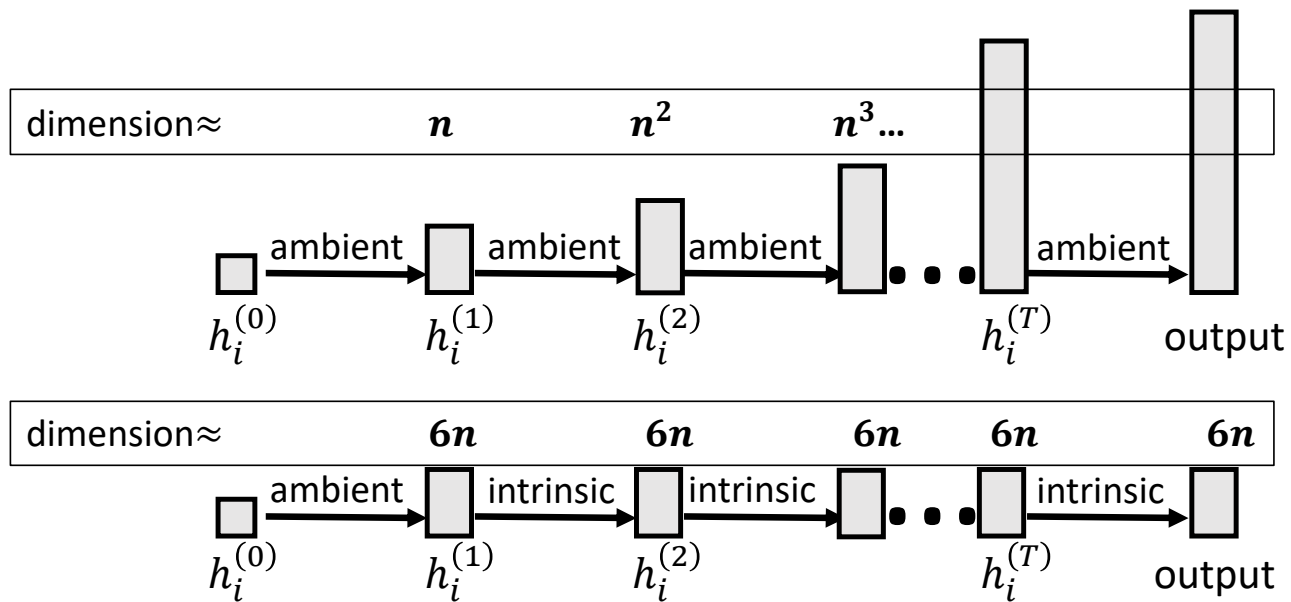 dimension≈ n n² n³...
ambient ambient ambient ambient
h_i^(0) h_i^(1) h_i^(2) h_i^(T) output
dimension≈ 6n 6n 6n 6n 6n
ambient intrinsic intrinsic intrinsic
h_i^(0) h_i^(1) h_i^(2) h_i^(T) output